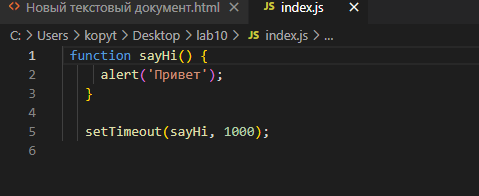 Новый текстовый документ.html
JS index.js
C: > Users > kopyt > Desktop > lab10 > JS index.js > ...
1 function sayHi() {
2 alert('Привет');
3 }
4
5 setTimeout(sayHi, 1000);
6